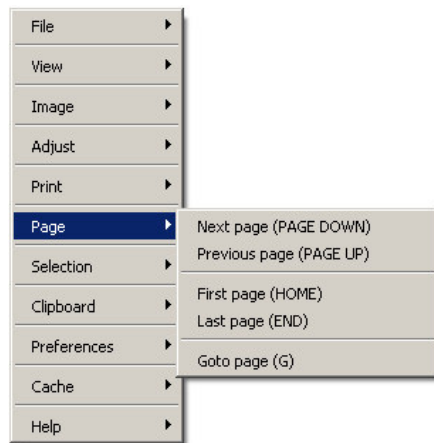 File
View
Image
Adjust
Print
Page
Selection
Clipboard
Preferences
Cache
Help
Next page (PAGE DOWN)
Previous page (PAGE UP)
First page (HOME)
Last page (END)
Goto page (G)